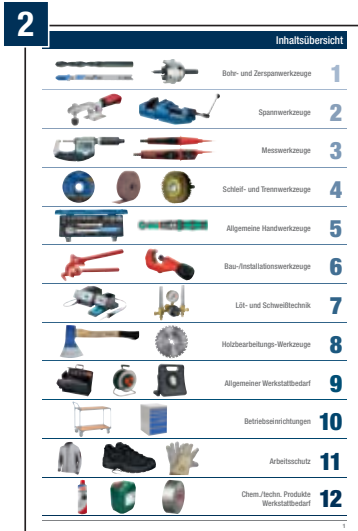 2
Inhaltsübersicht
Bohr- und Zerspanwerkzeuge 1
Spannwerkzeuge 2
Messwerkzeuge 3
Schleif- und Trennwerkzeuge 4
Allgemeine Handwerkzeuge 5
Bau-/Installationswerkzeuge 6
Löt- und Schweißtechnik 7
Holzbearbeitungs-Werkzeuge 8
Allgemeiner Werkstattbedarf 9
Betriebseinrichtungen 10
Arbeitsschutz 11
Chem./techn. Produkte
Werkstattbedarf 12
1